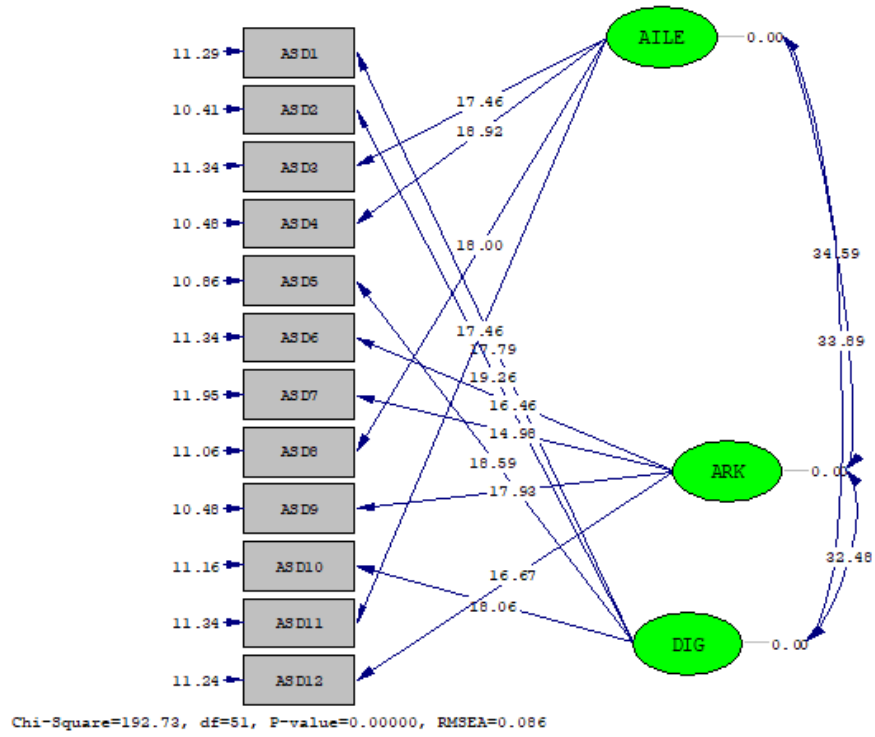 AILE
0.00
11.29
ASD1
10.41
ASD2
17.46
18.92
11.34
ASD3
10.48
ASD4
18.00
34.59
10.86
ASD5
17.46
17.79
33.89
11.34
ASD6
19.26
16.46
11.95
ASD7
14.98
11.06
ASD8
18.59
ARK
0.00
17.93
10.48
ASD9
32.48
11.16
ASD10
16.67
18.06
11.34
ASD11
DIG
0.00
11.24
ASD12
Chi-Square=192.73, df=51, P-value=0.00000, RMSEA=0.086